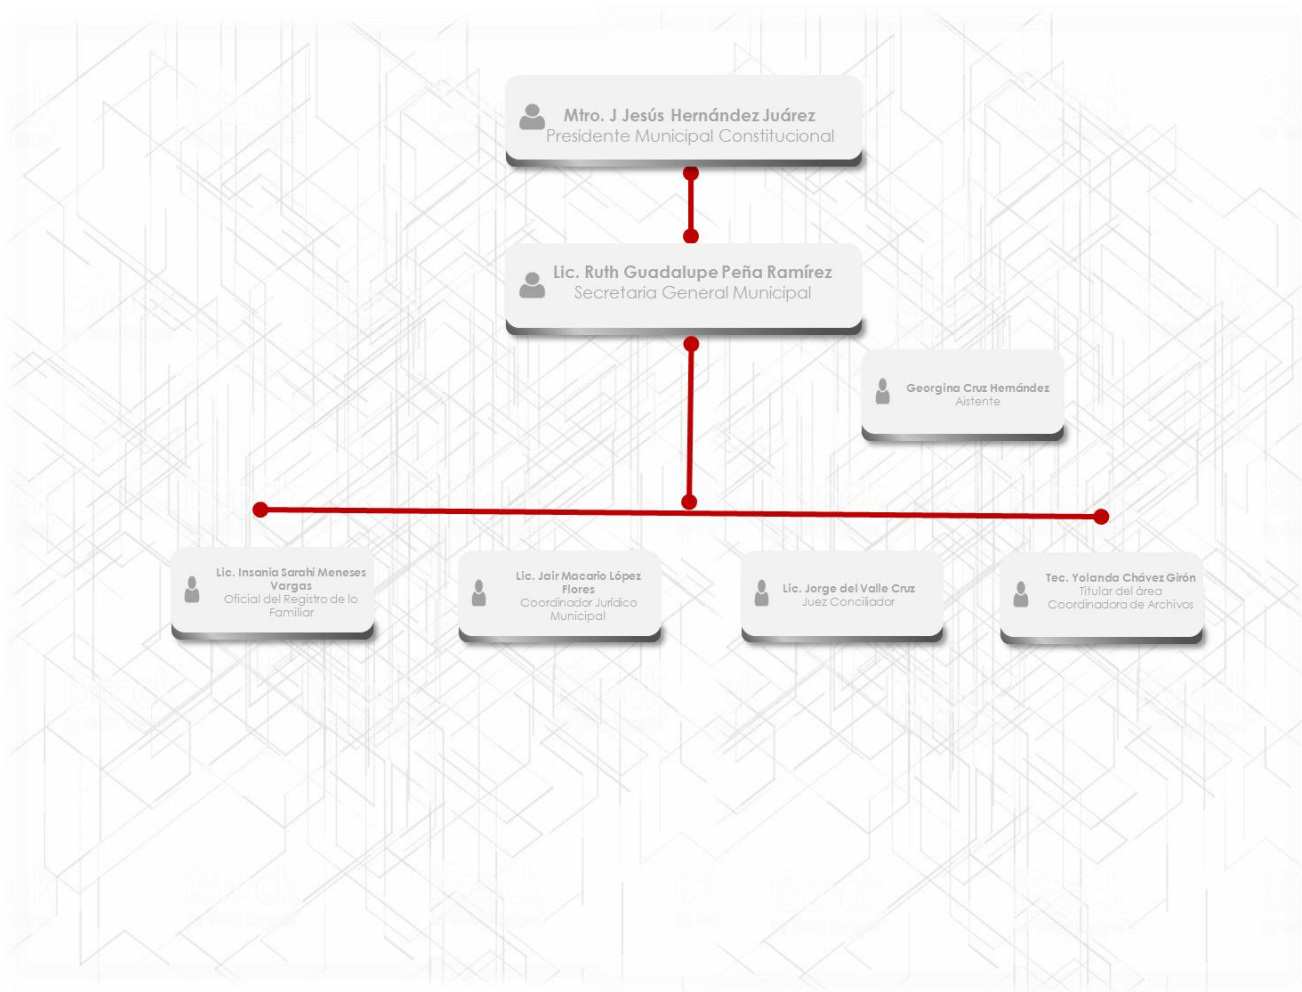 Mtro. J Jesús Hernández Juárez
Presidente Municipal Constitucional
Lic. Ruth Guadalupe Peña Ramírez
Secretaria General Municipal
Georgina Cruz Hernández
Aistente
Lic. Insania Sarahí Meneses
Vargas
Oficial del Registro de lo
Familiar
Lic. Jair Macario López
Flores
Coordinador Jurídico
Municipal
Lic. Jorge del Valle Cruz
Juez Conciliador
Tec. Yolanda Chávez Girón
Titular del área
Coordinadora de Archivos